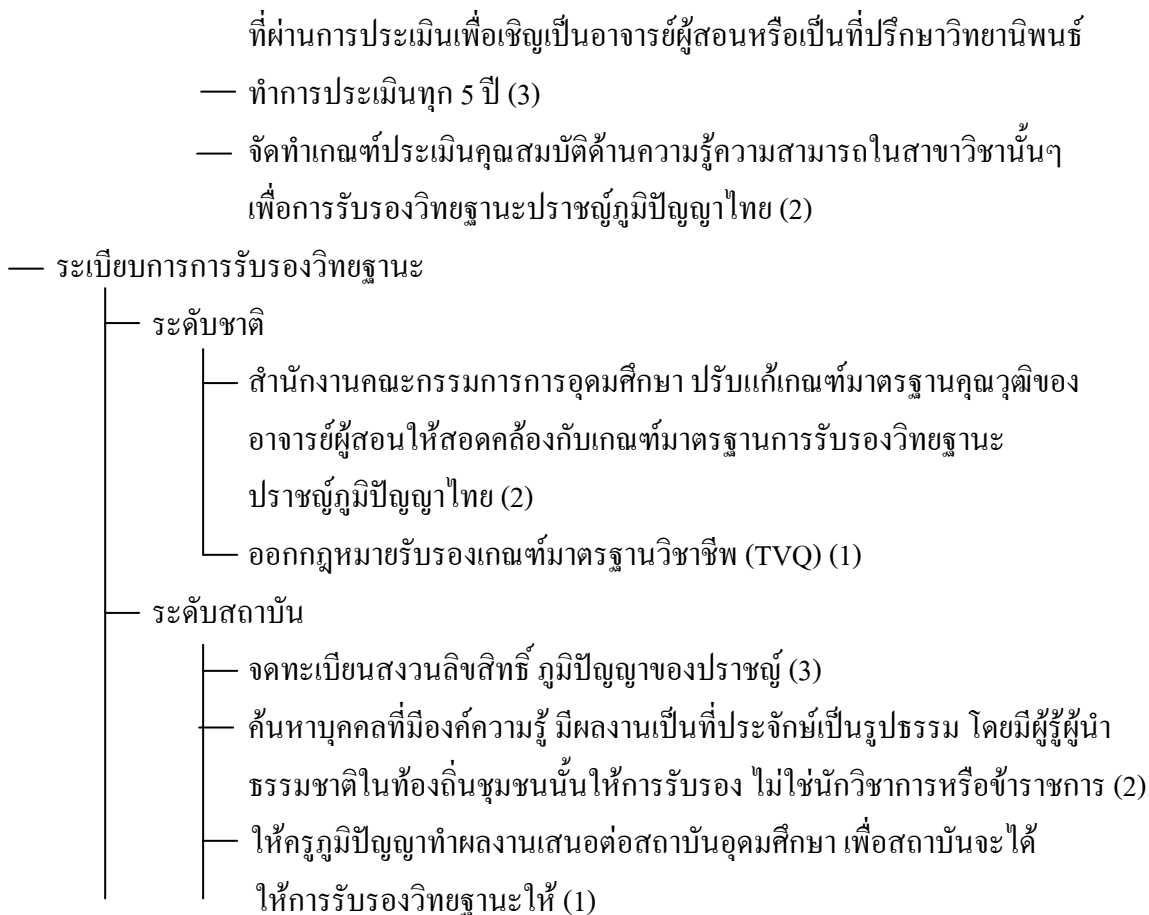 ที่ผ่านการประเมินเพื่อเชิญเป็นอาจารย์ผู้สอนหรือเป็นที่ปรึกษาวิทยานิพนธ์
ทำการประเมินทุก 5 ปี (3)
จัดทำเกณฑ์ประเมินคุณสมบัติด้านความรู้ความสามารถในสาขาวิชานั้นๆ
เพื่อการรับรองวิทยฐานะปราชญ์ภูมิปัญญาไทย (2)
ระเบียบการการรับรองวิทยฐานะ
ระดับชาติ
สำนักงานคณะกรรมการการอุดมศึกษา ปรับแก้เกณฑ์มาตรฐานคุณวุฒิของ
อาจารย์ผู้สอนให้สอดคล้องกับเกณฑ์มาตรฐานการรับรองวิทยฐานะ
ปราชญ์ภูมิปัญญาไทย (2)
ออกกฎหมายรับรองเกณฑ์มาตรฐานวิชาชีพ (TVQ) (1)
ระดับสถาบัน
จดทะเบียนสงวนลิขสิทธิ์ ภูมิปัญญาของปราชญ์ (3)
ค้นหาบุคคลที่มีองค์ความรู้ มีผลงานเป็นที่ประจักษ์เป็นรูปธรรม โดยมีผู้รู้ผู้นำ
ธรรมชาติในท้องถิ่นชุมชนนั้นให้การรับรอง ไม่ใช่นักวิชาการหรือข้าราชการ (2)
ให้ครูภูมิปัญญาทำผลงานเสนอต่อสถาบันอุดมศึกษา เพื่อสถาบันจะได้
ให้การรับรองวิทยฐานะให้ (1)